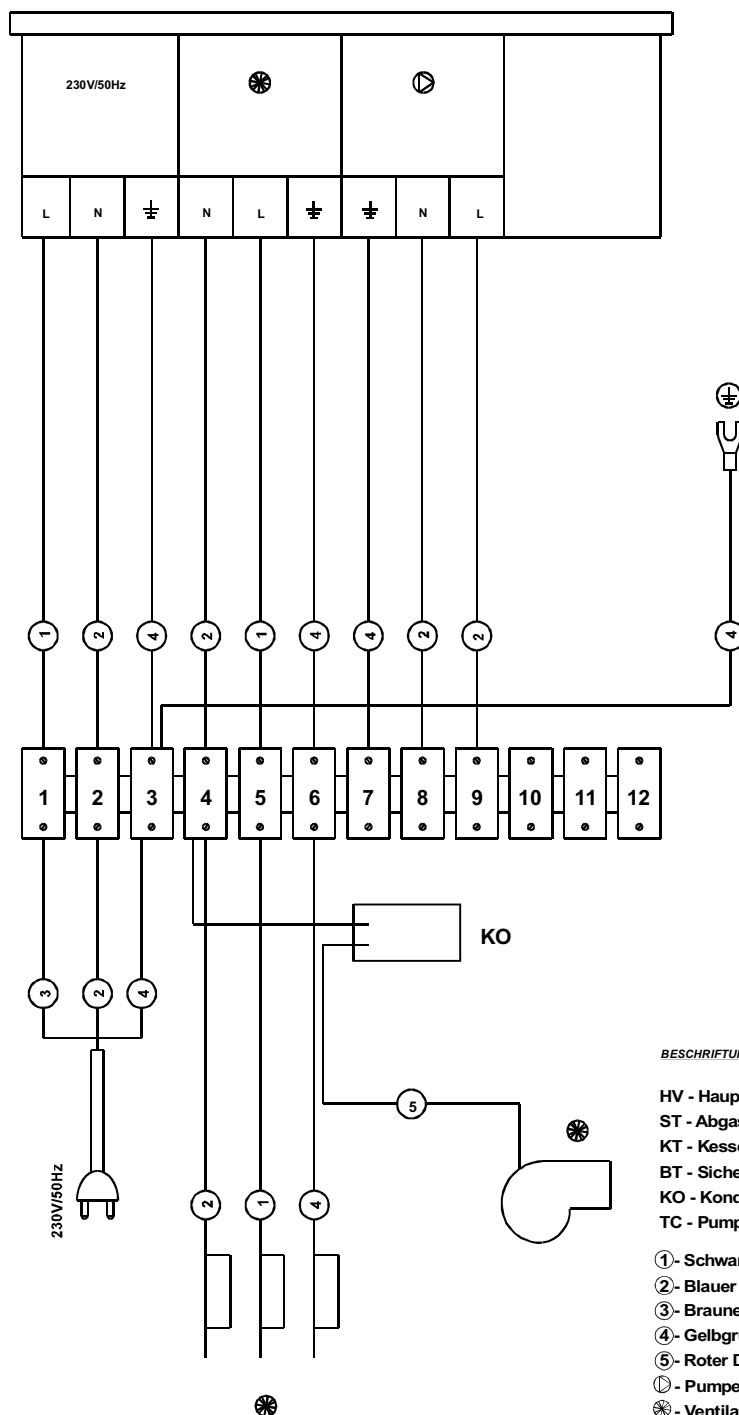 230V/50Hz
L N N L N L
1 2 4 2 1 4 4 2 2 4
1 2 3 4 5 6 7 8 9 10 11 12
KO
3 2 4
5
230V/50Hz
2 1 4
BESCHRIFTU
HV - Haup
ST - Abga
KT - Kess
BT - Siche
KO - Kond
TC - Pump
1 - Schwar
2 - Blauer
3 - Braune
4 - Gelbgr
5 - Roter D
- Pumpe
- Ventila